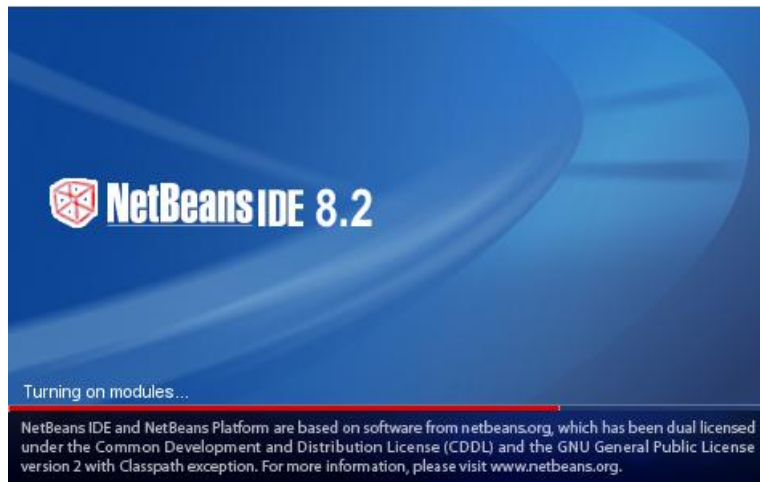 NetBeans IDE 8.2
Turning on modules...
NetBeans IDE and NetBeans Platform are based on software from netbeans.org, which has been dual licensed
under the Common Development and Distribution License (CDDL) and the GNU General Public License
version 2 with Classpath exception. For more information, please visit www.netbeans.org.